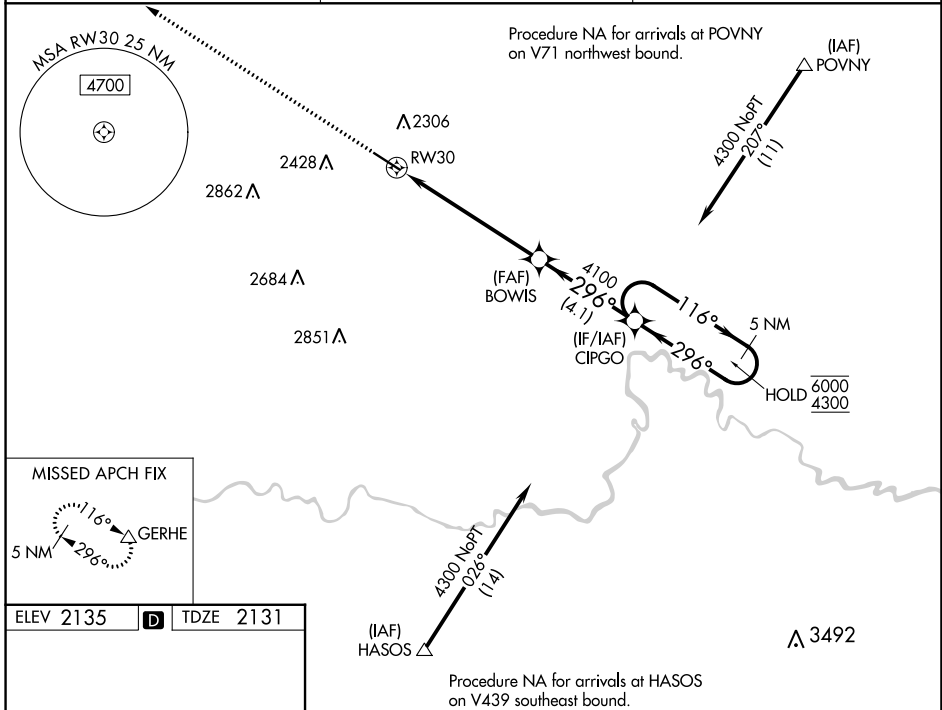 MSA RW30 25 NM
4700
Procedure NA for arrivals at POVNY
on V71 northwest bound.
(IAF)
POVNY
4300 NoPT
207°
(11)
2306
RW30
2428
2862
2684
2851
(FAF)
BOWIS
4100
296°
(4.1)
(IF/IAF)
CIPGO
116°
296°
5 NM
HOLD 6000
4300
MISSED APCH FIX
116°
GERHE
5 NM
296°
4300 NoPT
026°
(14)
ELEV 2135 D TDZE 2131
(IAF)
HASOS
3492
Procedure NA for arrivals at HASOS
on V439 southeast bound.